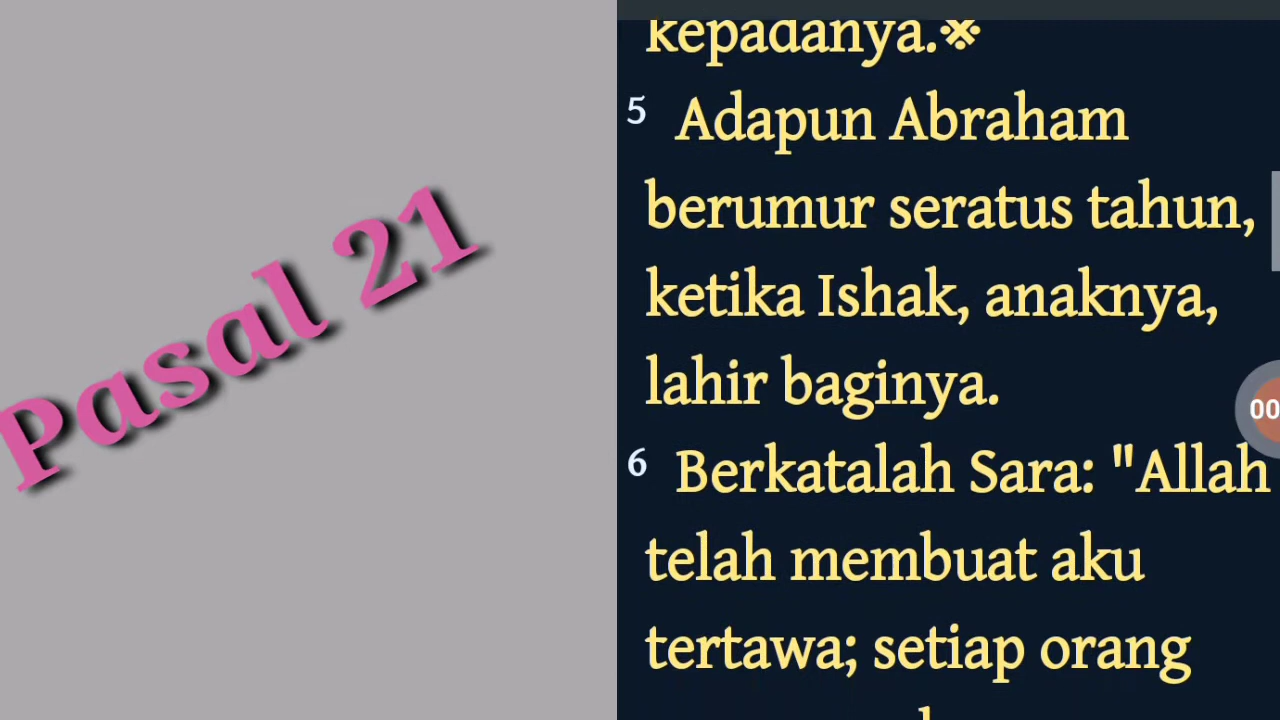 Pasal 21
kepadanya.※
5 Adapun Abraham
berumur seratus tahun,
ketika Ishak, anaknya,
lahir baginya.
00
6 Berkatalah Sara: "Allah
telah membuat aku
tertawa; setiap orang